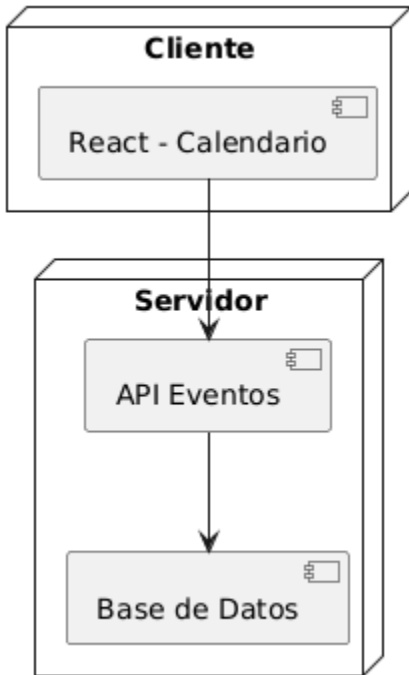 Cliente
React - Calendario
Servidor
API Eventos
Base de Datos